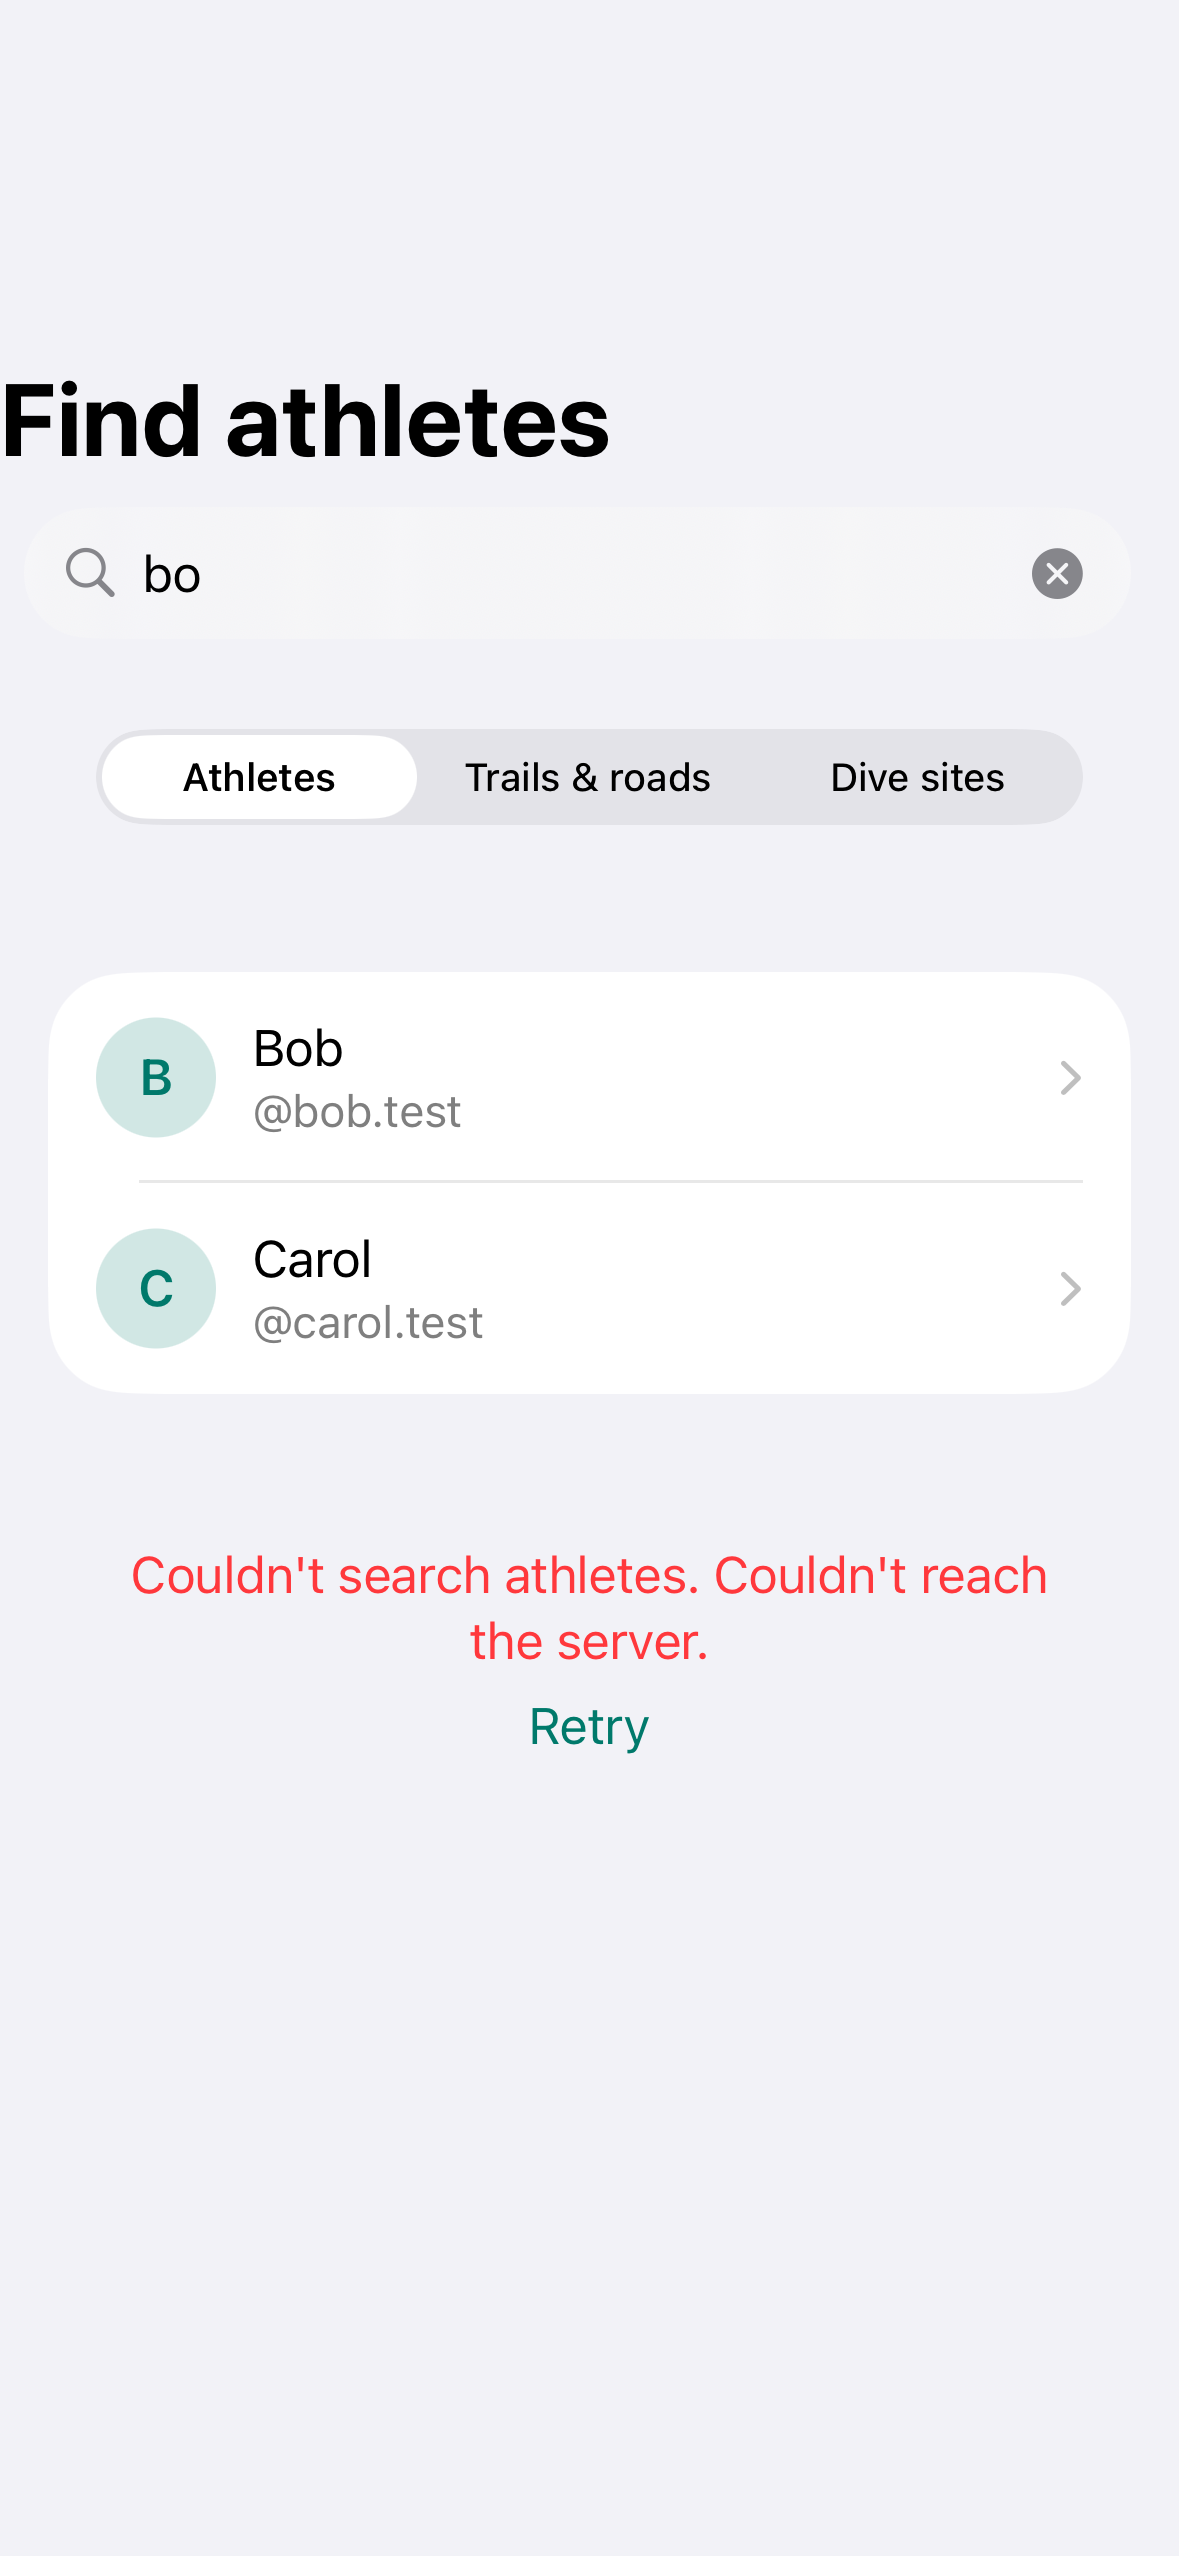 Find athletes
bo
Athletes Trails & roads Dive sites
B
Bob
@bob.test
C
Carol
@carol.test
Couldn't search athletes. Couldn't reach
the server.
Retry